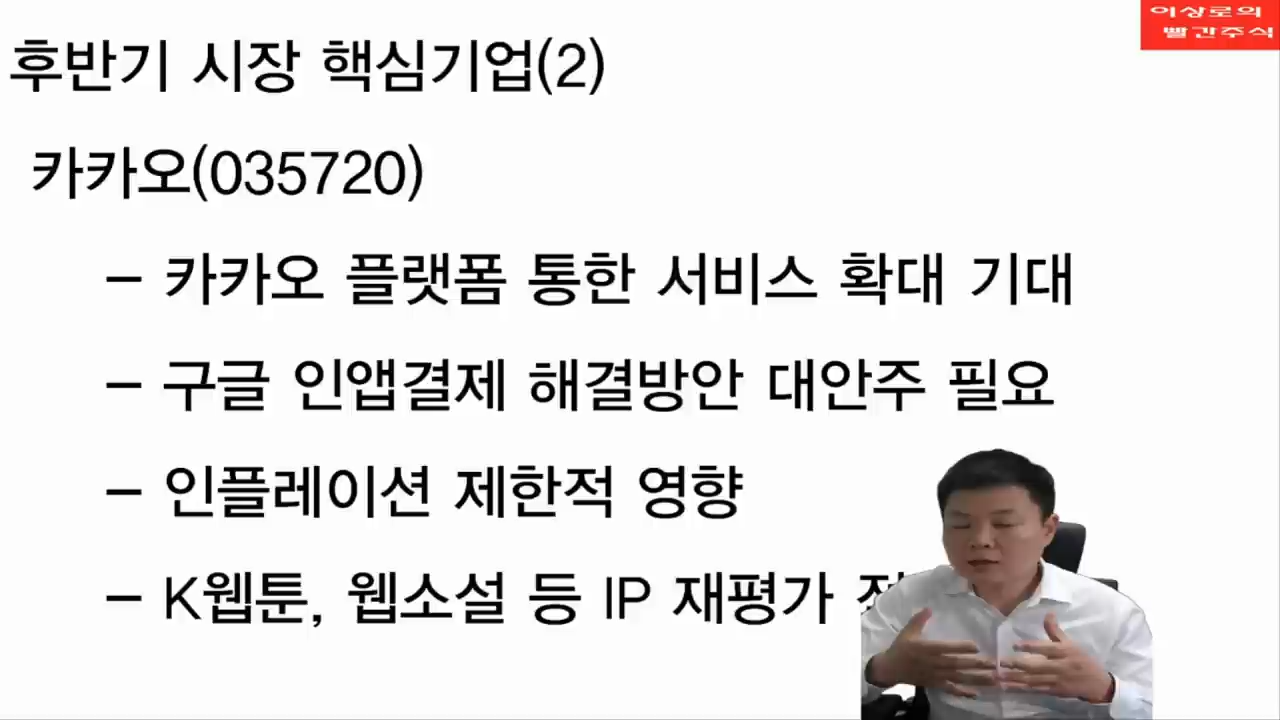 이상로의
빨간주식
후반기 시장 핵심기업(2)
카카오(035720)
– 카카오 플랫폼 통한 서비스 확대 기대
– 구글 인앱결제 해결방안 대안주 필요
– 인플레이션 제한적 영향
– K웹툰, 웹소설 등 IP 재평가